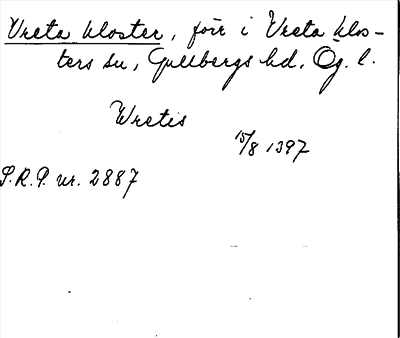 Vreta kloster, förr i Vreta klos-
ters sn, Gullbergs hd, Ög. l.
Wretis
15/8 1397
S.R.P. nr. 2887